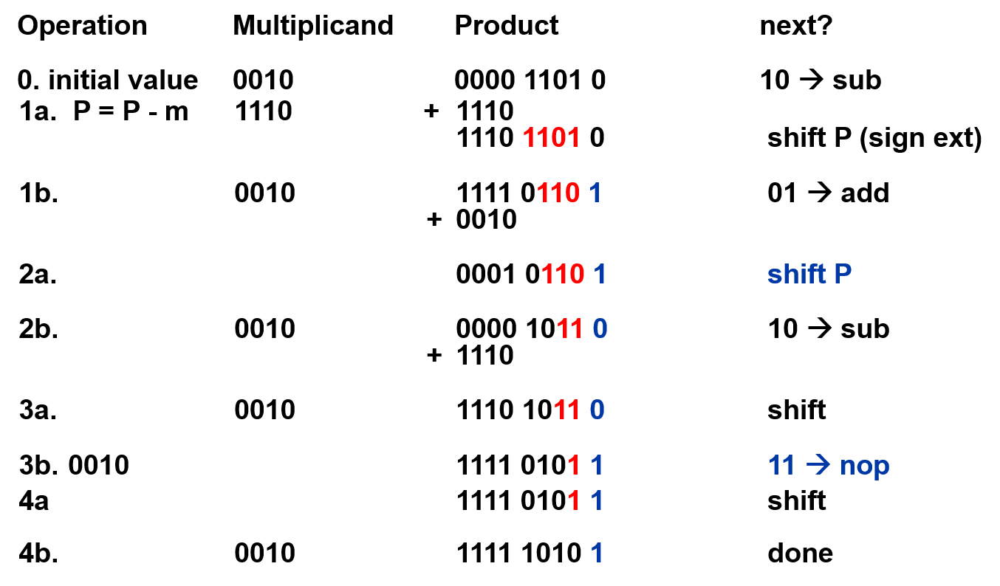 Operation Multiplicand Product next?
0. initial value 0010 0000 1101 0 10 → sub
1a. P = P - m 1110 + 1110
1110 1101 0 shift P (sign ext)
1b. 0010 1111 0110 1 01 → add
+ 0010
2a. 0001 0110 1 shift P
2b. 0010 0000 1011 0 10 → sub
+ 1110
3a. 0010 1110 1011 0 shift
3b. 0010 1111 0101 1 11 → nop
4a 1111 0101 1 shift
4b. 0010 1111 1010 1 done